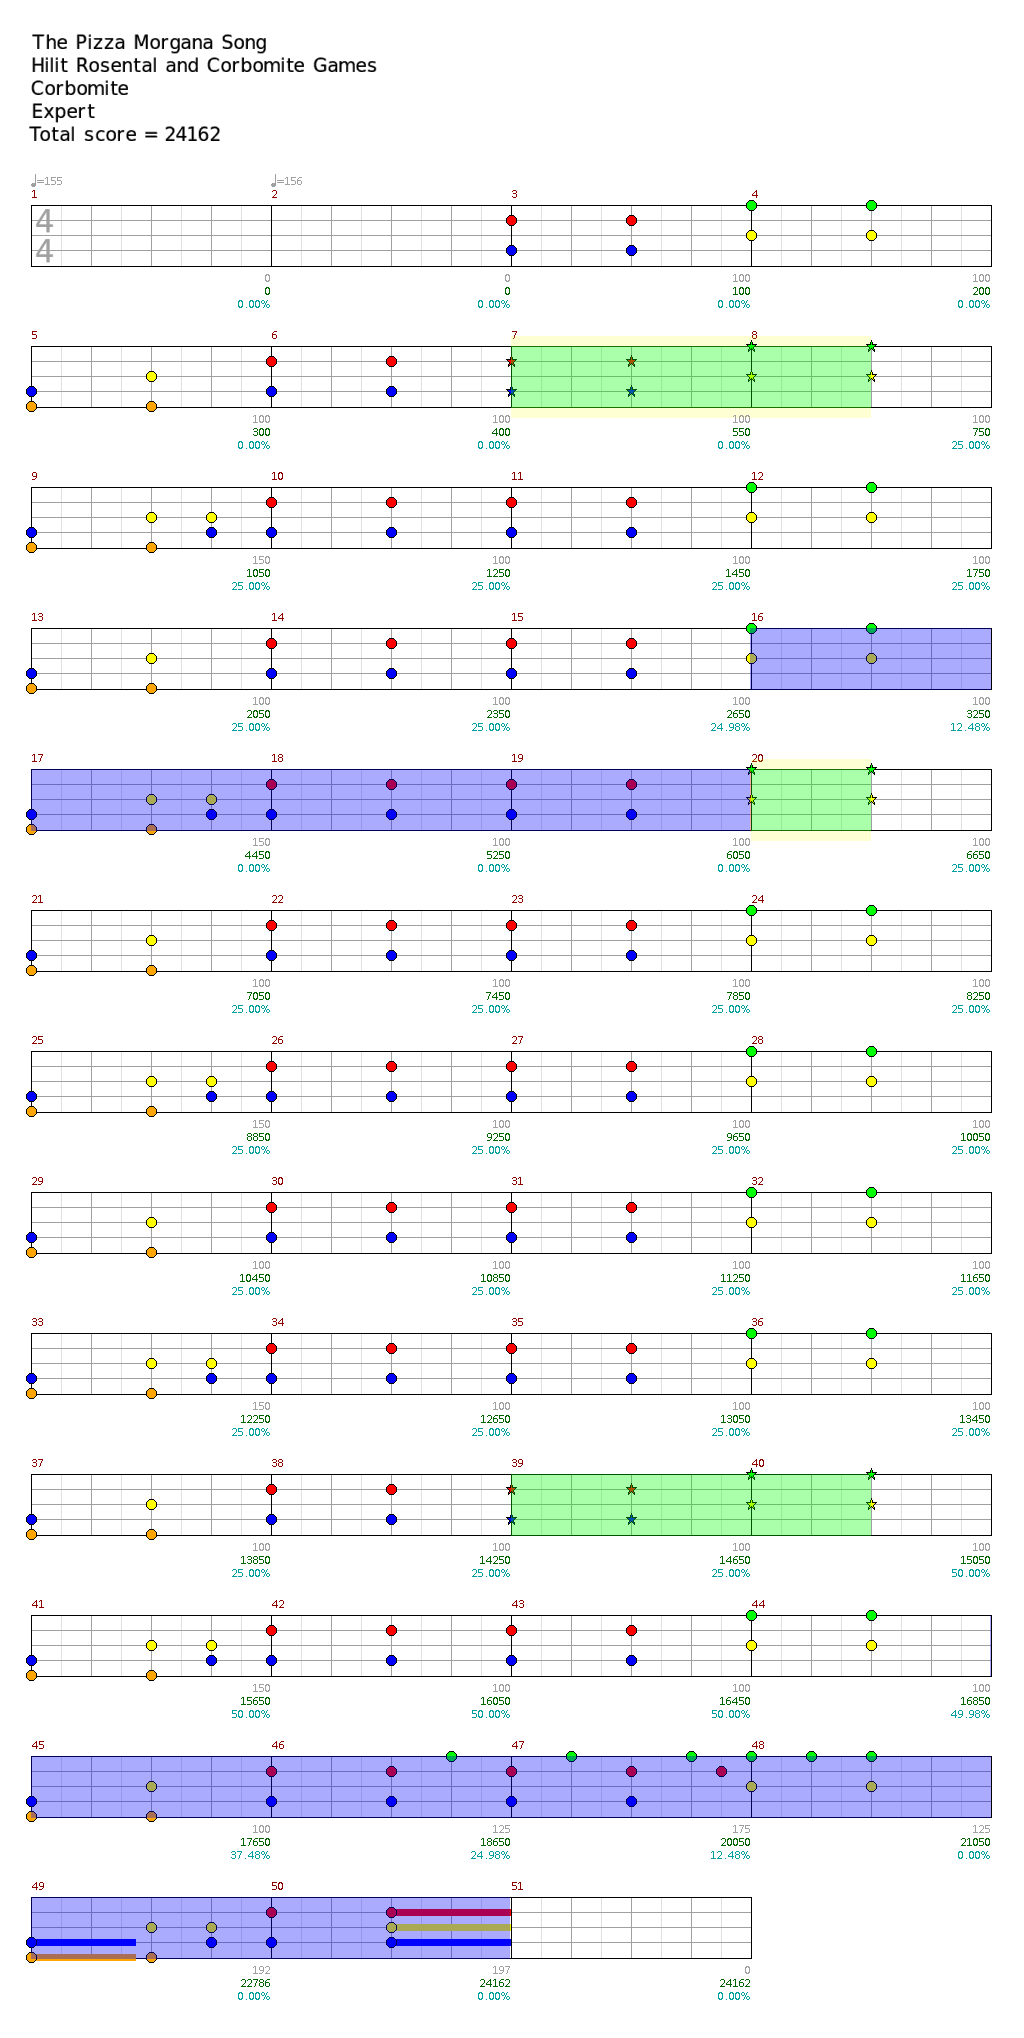 The Pizza Morgana Song
Hilit Rosental and Corbomite Games
Corbomite
Expert
Total score = 24162
♩=155 ♩=156
1 2 3 4
4
4
0 0 100 100
0 0 100 200
0.00% 0.00% 0.00% 0.00%
5 6 7 8
100 100 100 100
300 400 550 750
0.00% 0.00% 0.00% 25.00%
9 10 11 12
150 100 100 100
1050 1250 1450 1750
25.00% 25.00% 25.00% 25.00%
13 14 15 16
100 100 100 100
2050 2350 2650 3250
25.00% 25.00% 24.98% 12.48%
17 18 19 20
150 100 100 100
4450 5250 6050 6650
0.00% 0.00% 0.00% 25.00%
21 22 23 24
100 100 100 100
7050 7450 7850 8250
25.00% 25.00% 25.00% 25.00%
25 26 27 28
150 100 100 100
8850 9250 9650 10050
25.00% 25.00% 25.00% 25.00%
29 30 31 32
100 100 100 100
10450 10850 11250 11650
25.00% 25.00% 25.00% 25.00%
33 34 35 36
150 100 100 100
12250 12650 13050 13450
25.00% 25.00% 25.00% 25.00%
37 38 39 40
100 100 100 100
13850 14250 14650 15050
25.00% 25.00% 25.00% 50.00%
41 42 43 44
150 100 100 100
15650 16050 16450 16850
50.00% 50.00% 50.00% 49.98%
45 46 47 48
100 125 175 125
17650 18650 20050 21050
37.48% 24.98% 12.48% 0.00%
49 50 51
192 197 0
22786 24162 24162
0.00% 0.00% 0.00%